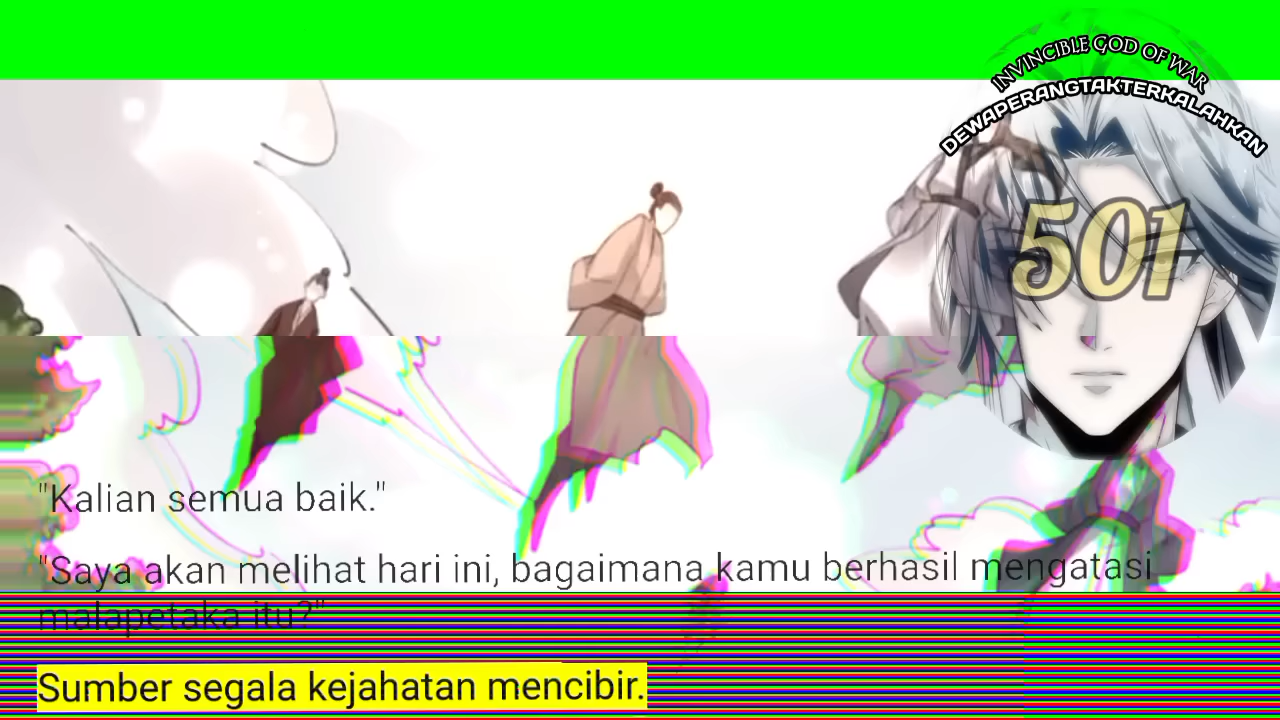 INVINCIBLE GOD OF WAR
DEWAPERANGTAKTERKALAHKAN
501
"Kalian semua baik."
"Saya akan melihat hari ini, bagaimana kamu berhasil mengatasi
malapetaka itu?"
Sumber segala kejahatan mencibir.